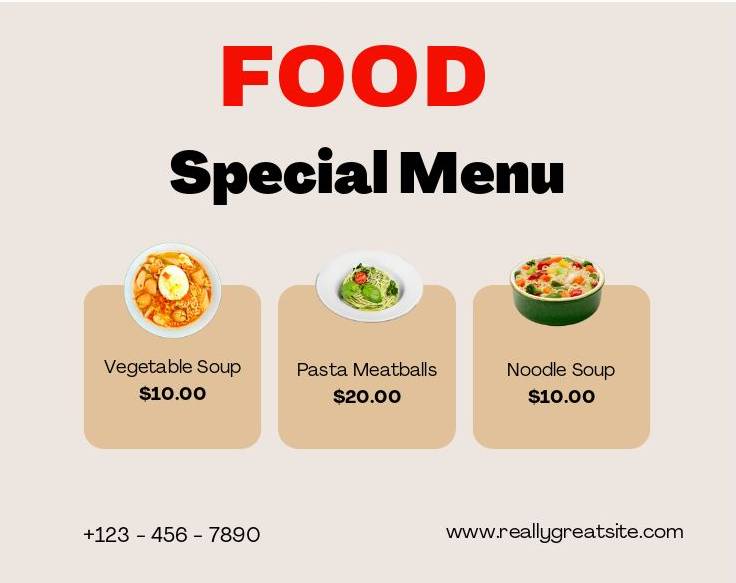 FOOD
Special Menu
Vegetable Soup
$10.00
Pasta Meatballs
$20.00
Noodle Soup
$10.00
+123 - 456 - 7890
www.reallygreatsite.com